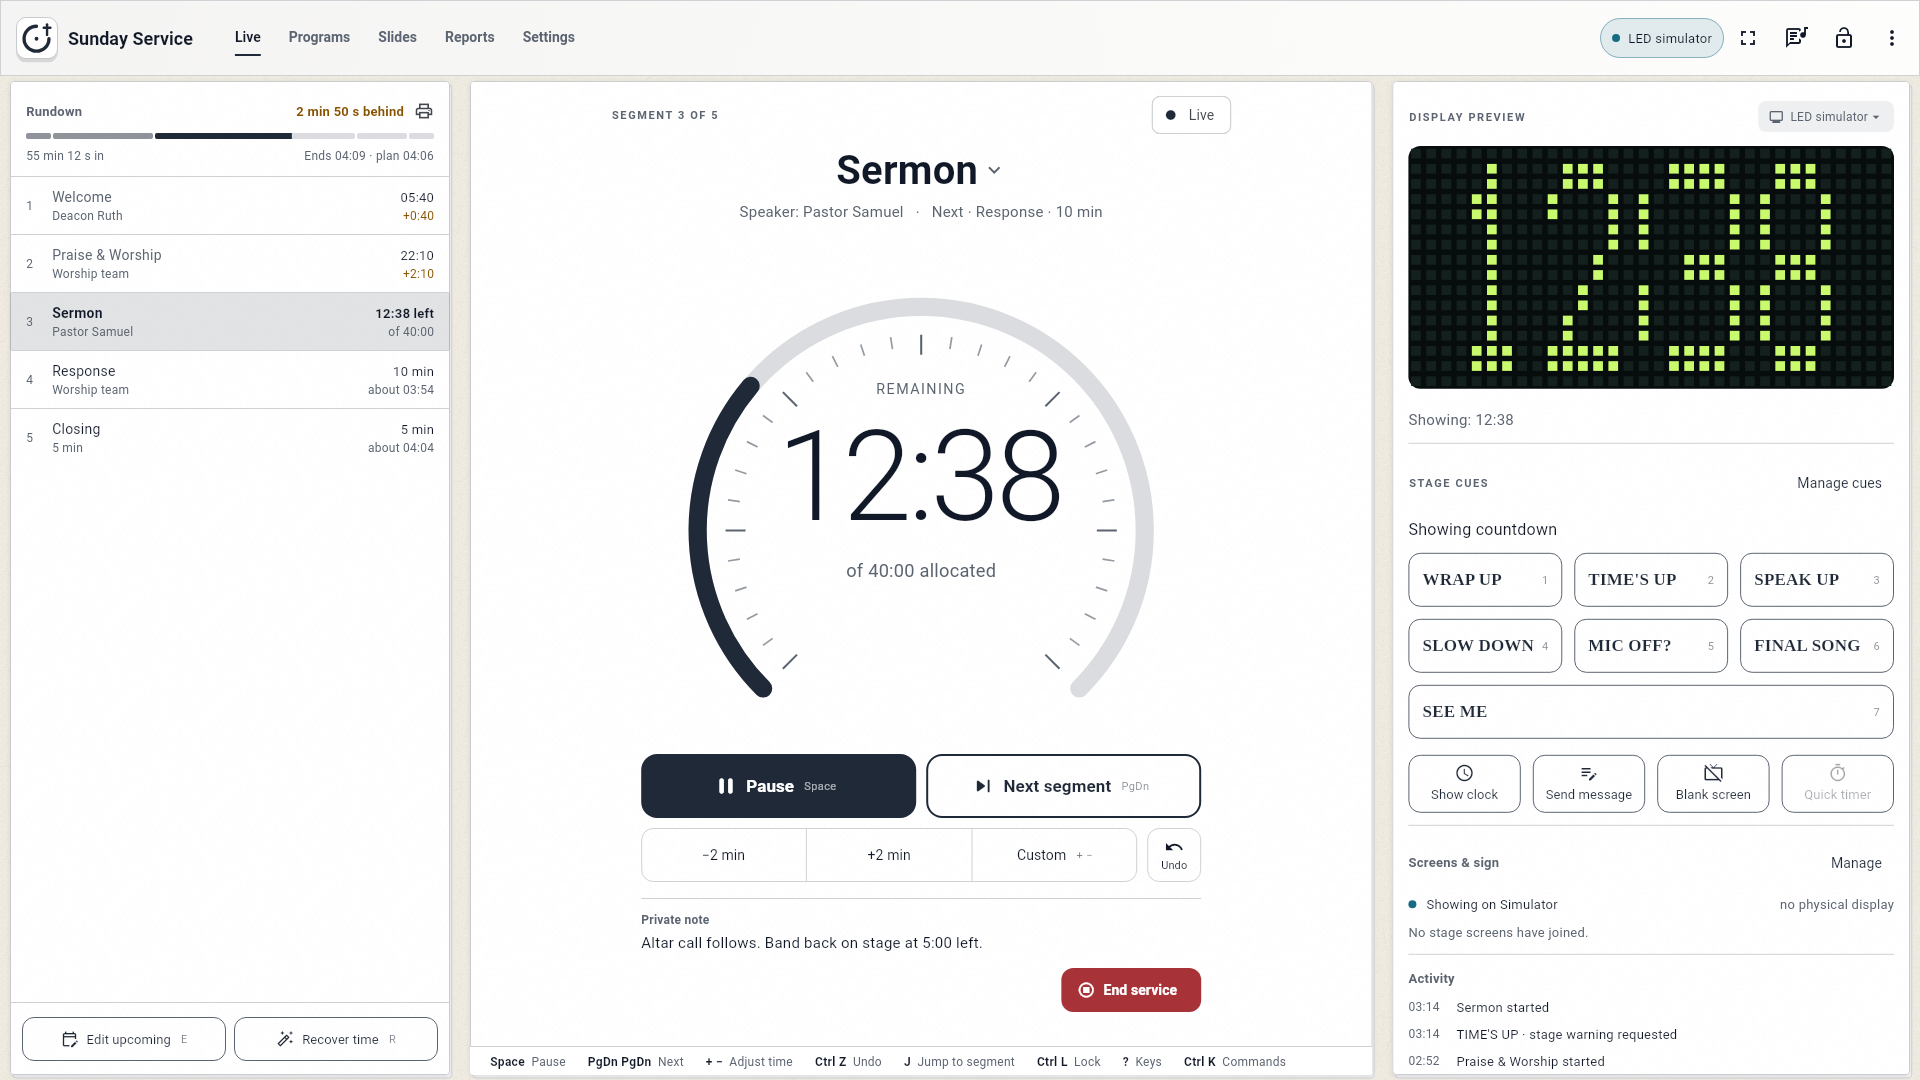 Sunday Service
Live
Programs
Slides
Reports
Settings
LED simulator
Rundown
2 min 50 s behind
55 min 12 s in
Ends 04:09 · plan 04:06
1
Welcome
05:40
Deacon Ruth
+0:40
2
Praise & Worship
22:10
Worship team
+2:10
3
Sermon
12:38 left
Pastor Samuel
of 40:00
4
Response
10 min
Worship team
about 03:54
5
Closing
5 min
5 min
about 04:04
Edit upcoming E
Recover time R
SEGMENT 3 OF 5
Live
Sermon
Speaker: Pastor Samuel · Next · Response · 10 min
REMAINING
12:38
of 40:00 allocated
Pause Space
Next segment PgDn
−2 min
+2 min
Custom + −
Undo
Private note
Altar call follows. Band back on stage at 5:00 left.
End service
Space Pause PgDn PgDn Next + − Adjust time Ctrl Z Undo J Jump to segment Ctrl L Lock ? Keys Ctrl K Commands
DISPLAY PREVIEW
LED simulator
12:38
Showing: 12:38
STAGE CUES
Manage cues
Showing countdown
WRAP UP 1
TIME'S UP 2
SPEAK UP 3
SLOW DOWN 4
MIC OFF? 5
FINAL SONG 6
SEE ME 7
Show clock
Send message
Blank screen
Quick timer
Screens & sign
Manage
Showing on Simulator
no physical display
No stage screens have joined.
Activity
03:14 Sermon started
03:14 TIME'S UP · stage warning requested
02:52 Praise & Worship started